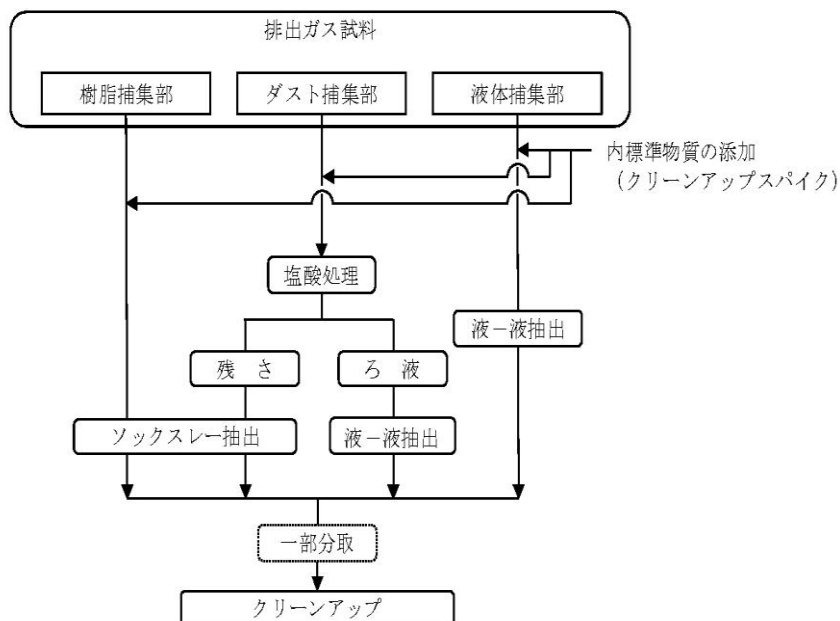 排出ガス試料
樹脂捕集部
ダスト捕集部
液体捕集部
内標準物質の添加
(クリーンアップスパイク)
塩酸処理
液－液抽出
残　さ
ろ　液
ソックスレー抽出
液－液抽出
一部分取
クリーンアップ